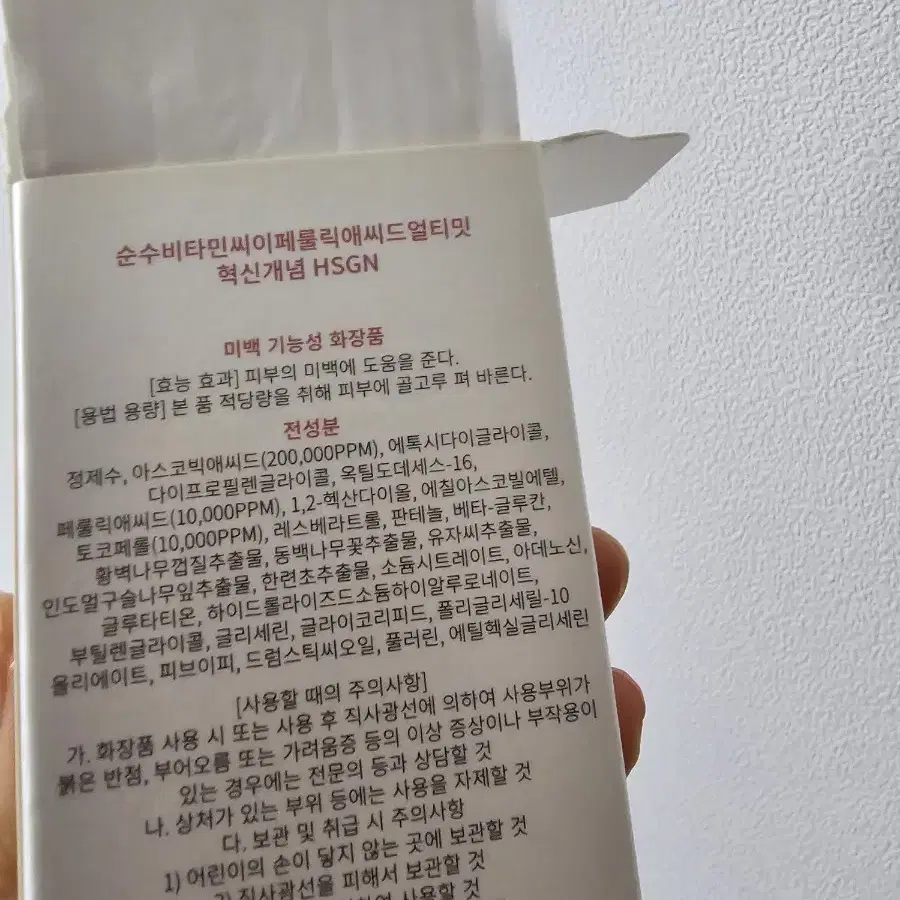 순수비타민씨이페룰릭애씨드얼티밋
혁신개념 HSGN
미백 기능성 화장품
[효능 효과] 피부의 미백에 도움을 준다.
[용법 용량] 본 품 적당량을 취해 피부에 골고루 펴 바른다.
전성분
정제수, 아스코빅애씨드(200,000PPM), 에톡시다이글라이콜,
다이프로필렌글라이콜, 옥틸도데세스-16,
페룰릭애씨드(10,000PPM), 1,2-헥산다이올, 에칠아스코빌에텔,
토코페롤(10,000PPM), 레스베라트롤, 판테놀, 베타-글루칸,
황벽나무껍질추출물, 동백나무꽃추출물, 유자씨추출물,
인도멀구슬나무잎추출물, 한련초추출물, 소듐시트레이트, 아데노신,
글루타티온, 하이드롤라이즈드소듐하이알루로네이트,
부틸렌글라이콜, 글리세린, 글라이코리피드, 폴리글리세릴-10
올리에이트, 피브이피, 드럼스틱씨오일, 풀러린, 에틸헥실글리세린
[사용할 때의 주의사항]
가. 화장품 사용 시 또는 사용 후 직사광선에 의하여 사용부위가
붉은 반점, 부어오름 또는 가려움증 등의 이상 증상이나 부작용이
있는 경우에는 전문의 등과 상담할 것
나. 상처가 있는 부위 등에는 사용을 자제할 것
다. 보관 및 취급 시 주의사항
1) 어린이의 손이 닿지 않는 곳에 보관할 것
2) 직사광선을 피해서 보관할 것
사용할 것